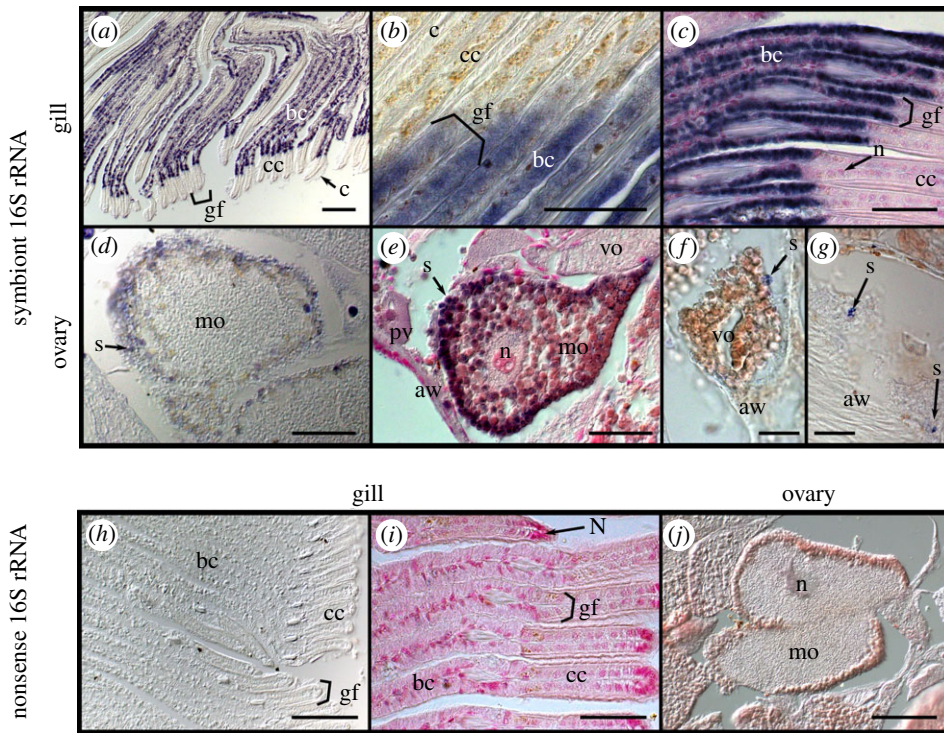 symbiont 16S rRNA
gill
(a)
bc
cc
c
gf
(b)
c
cc
gf
bc
(c)
bc
gf
n
cc
ovary
(d)
mo
s
(e)
s
vo
pv
n
mo
aw
(f)
s
vo
aw
(g)
s
s
aw
gill
ovary
nonsense 16S rRNA
(h)
bc
cc
gf
(i)
N
gf
bc
cc
(j)
n
mo